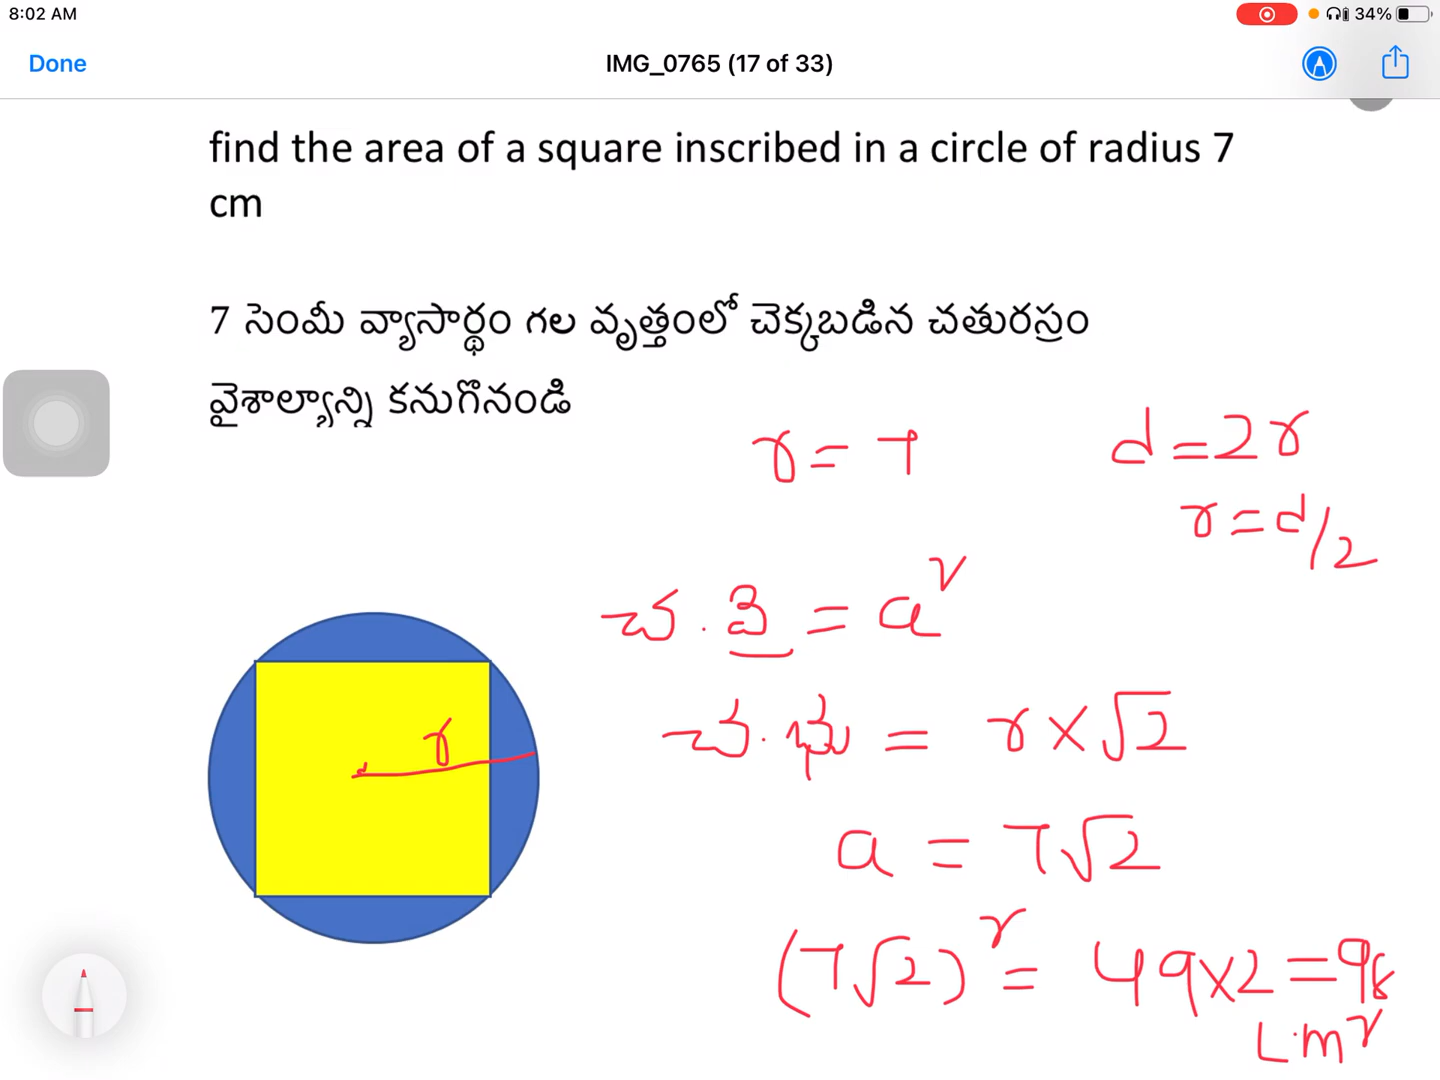 8:02 AM
34%
Done
IMG_0765 (17 of 33)
find the area of a square inscribed in a circle of radius 7
cm
7 సెంమీ వ్యాసార్థం గల వృత్తంలో చెక్కబడిన చతురస్రం
వైశాల్యాన్ని కనుగొనండి
r = 7
d = 2r
r = d/2
చ. వై = a²
చ. భు = r × √2
a = 7√2
(7√2)² = 49×2 = 98
c.m²
r